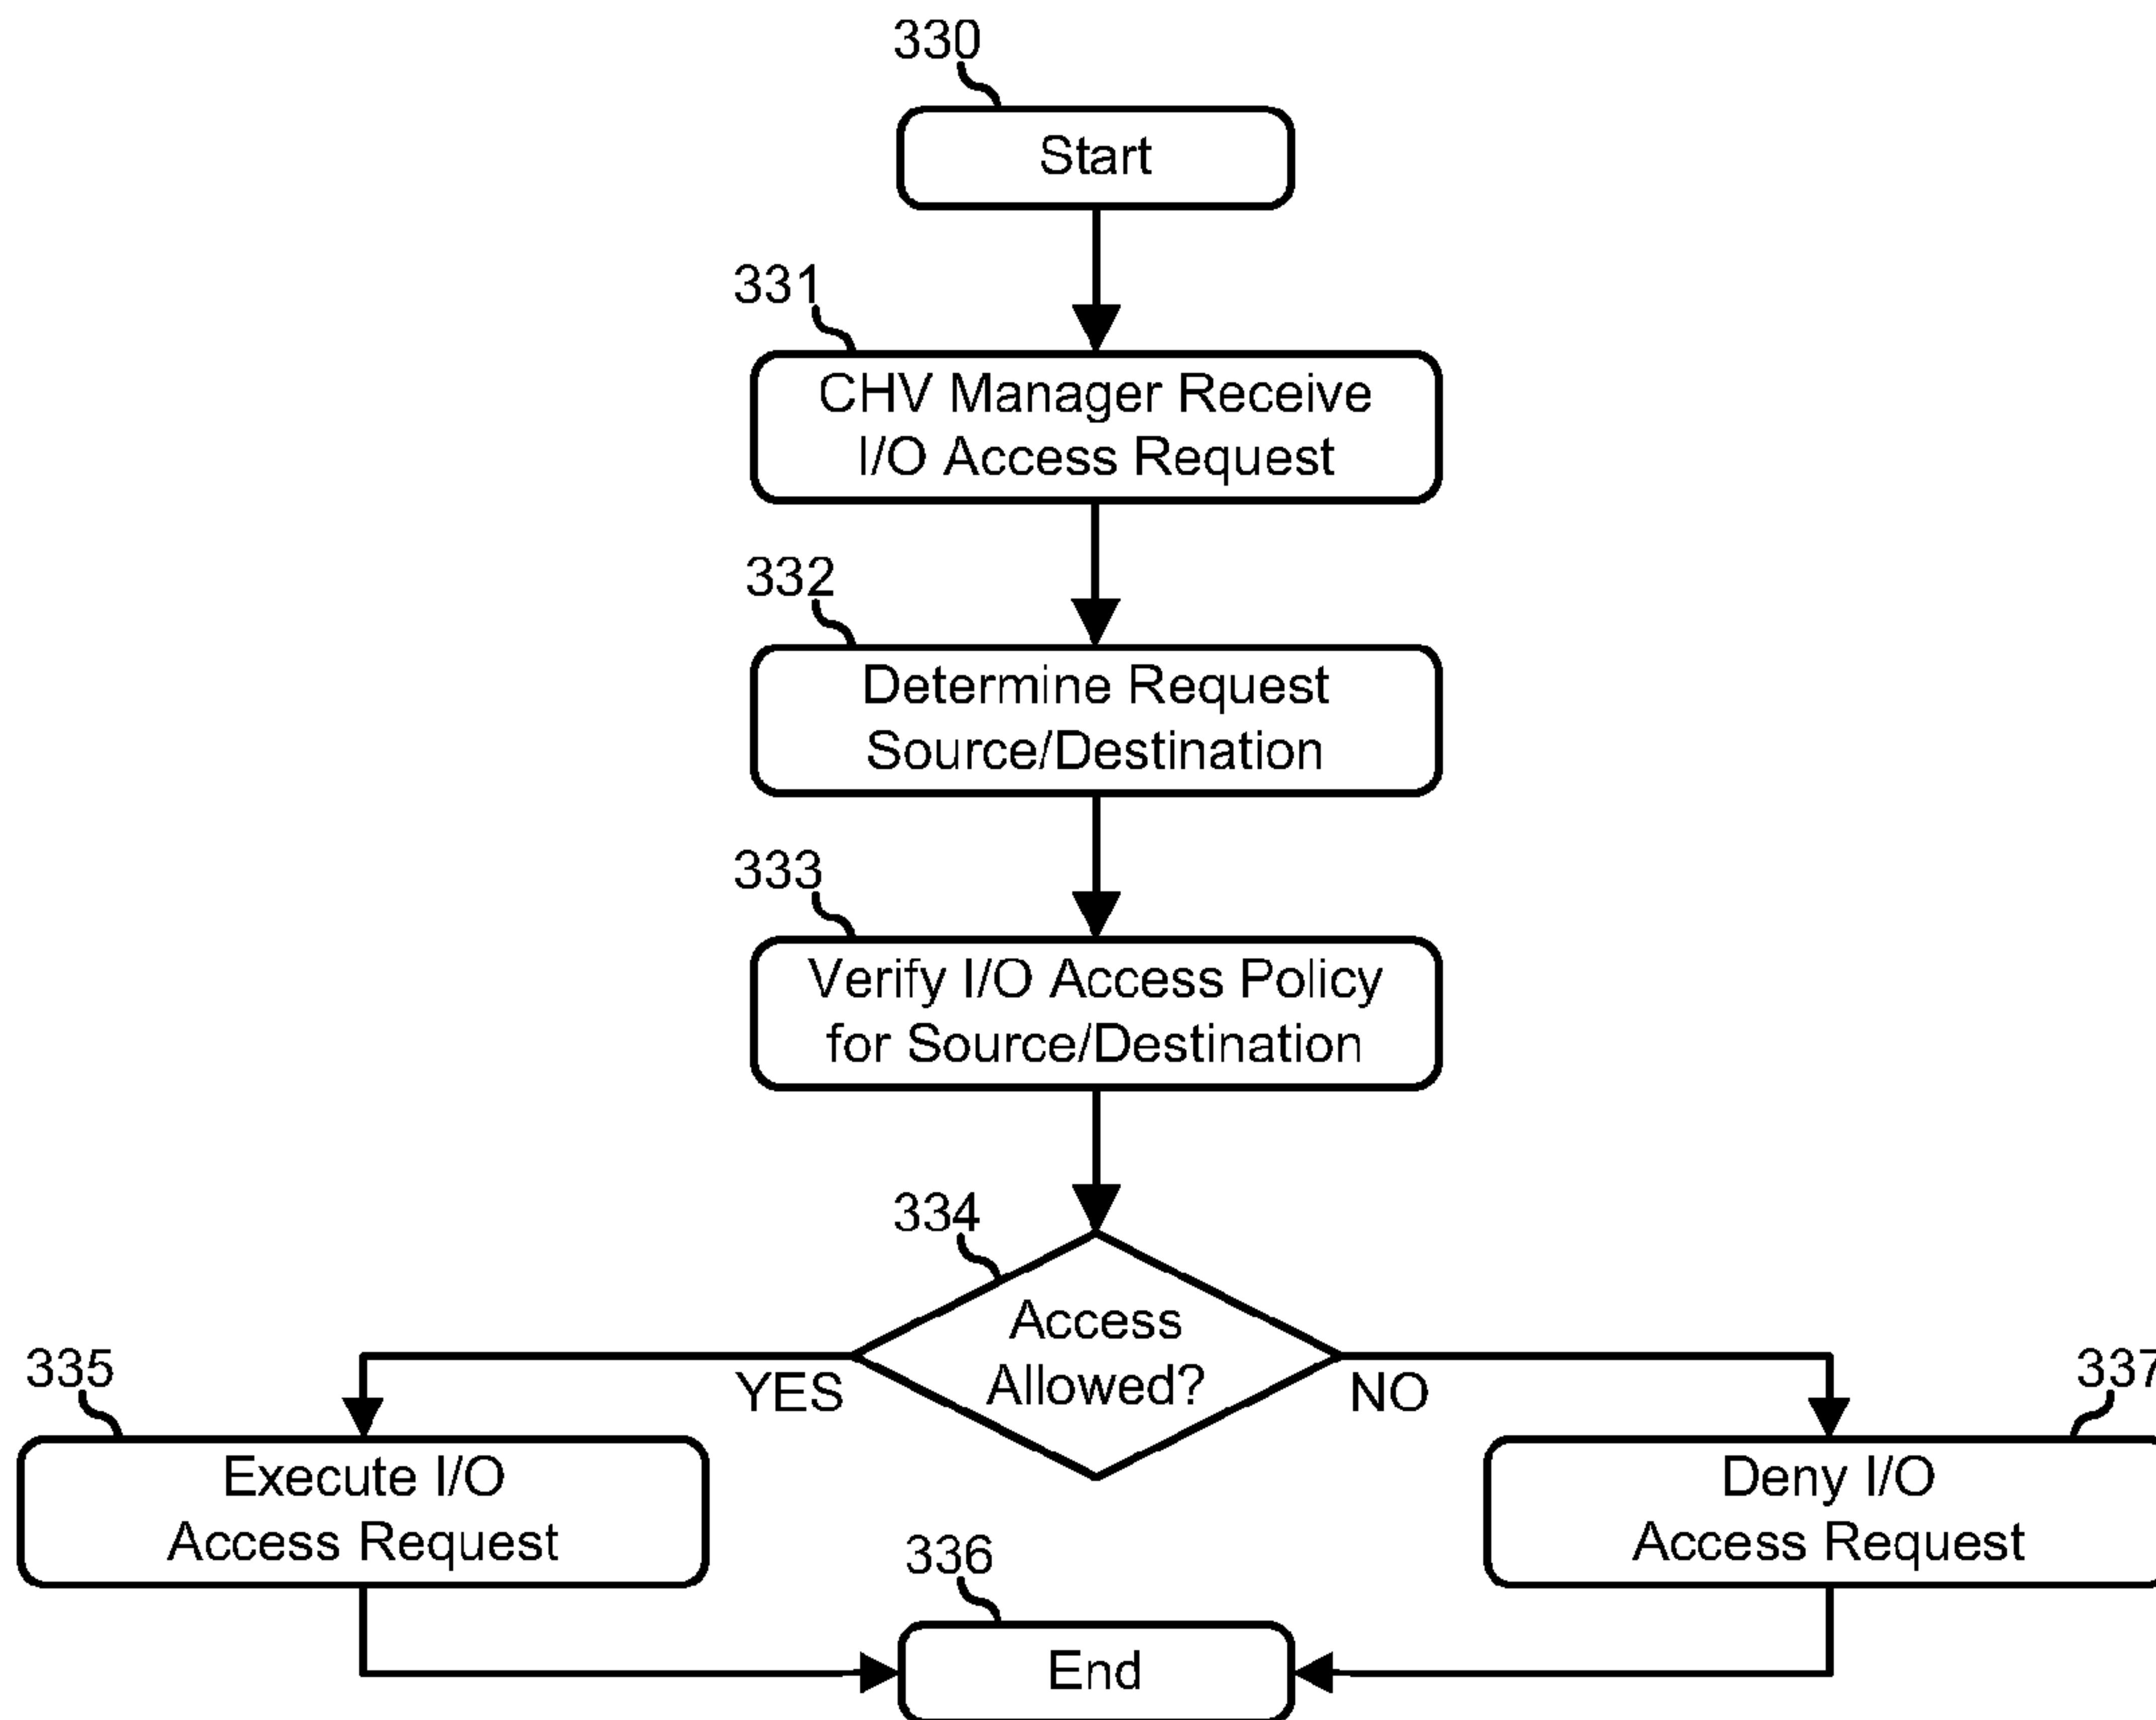 330
Start
331
CHV Manager Receive
I/O Access Request
332
Determine Request
Source/Destination
333
Verify I/O Access Policy
for Source/Destination
334
Access
Allowed?
YES
NO
335
Execute I/O
Access Request
337
Deny I/O
Access Request
336
End